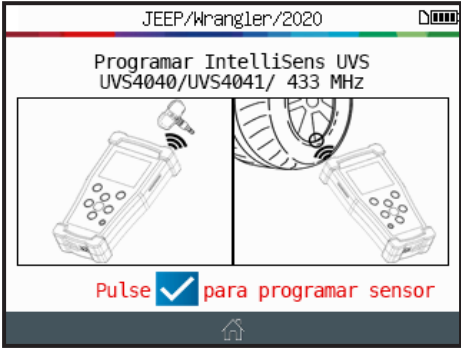 JEEP/Wrangler/2020
Programar IntelliSens UVS
UVS4040/UVS4041/ 433 MHz
Pulse para programar sensor